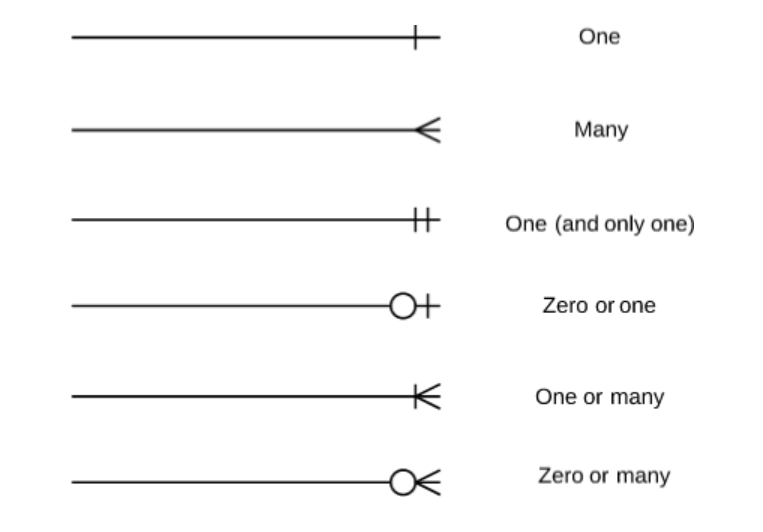 One
Many
One (and only one)
Zero or one
One or many
Zero or many